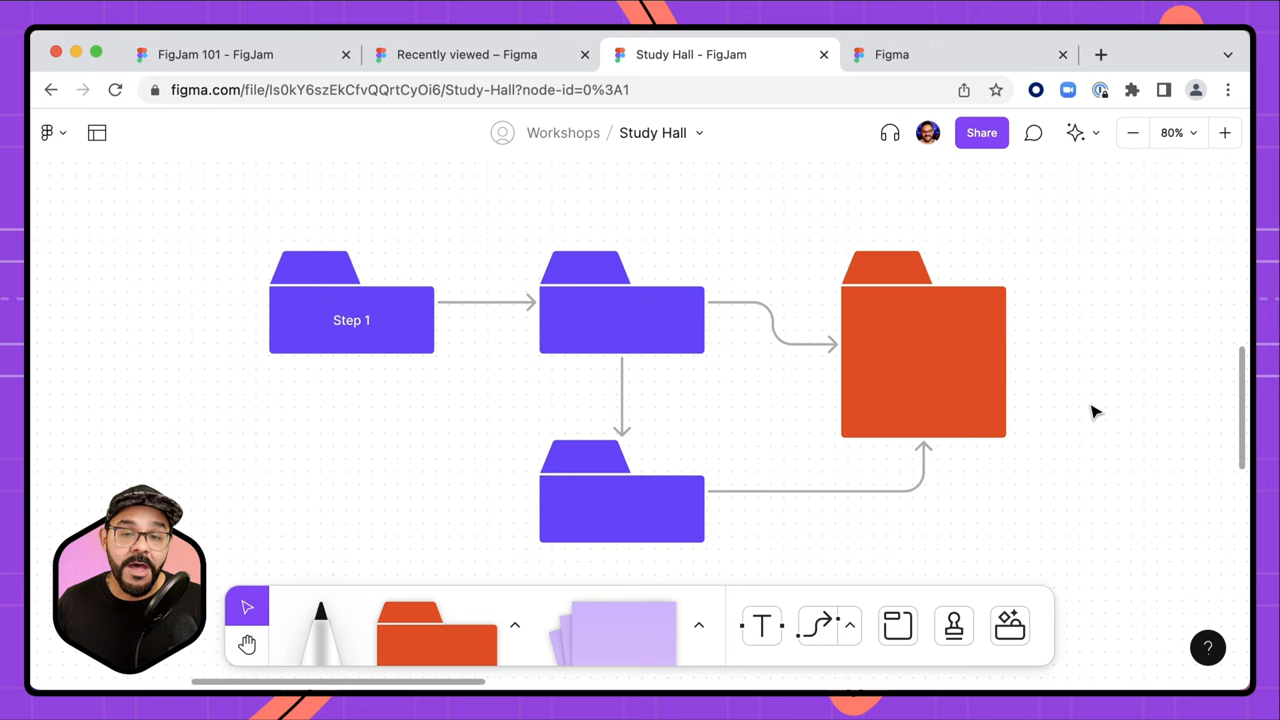 FigJam 101 - FigJam
Recently viewed – Figma
Study Hall - FigJam
Figma
figma.com/file/Is0kY6szEkCfvQQrtCyOi6/Study-Hall?node-id=0%3A1
Workshops / Study Hall
Share
80%
Step 1
T
?